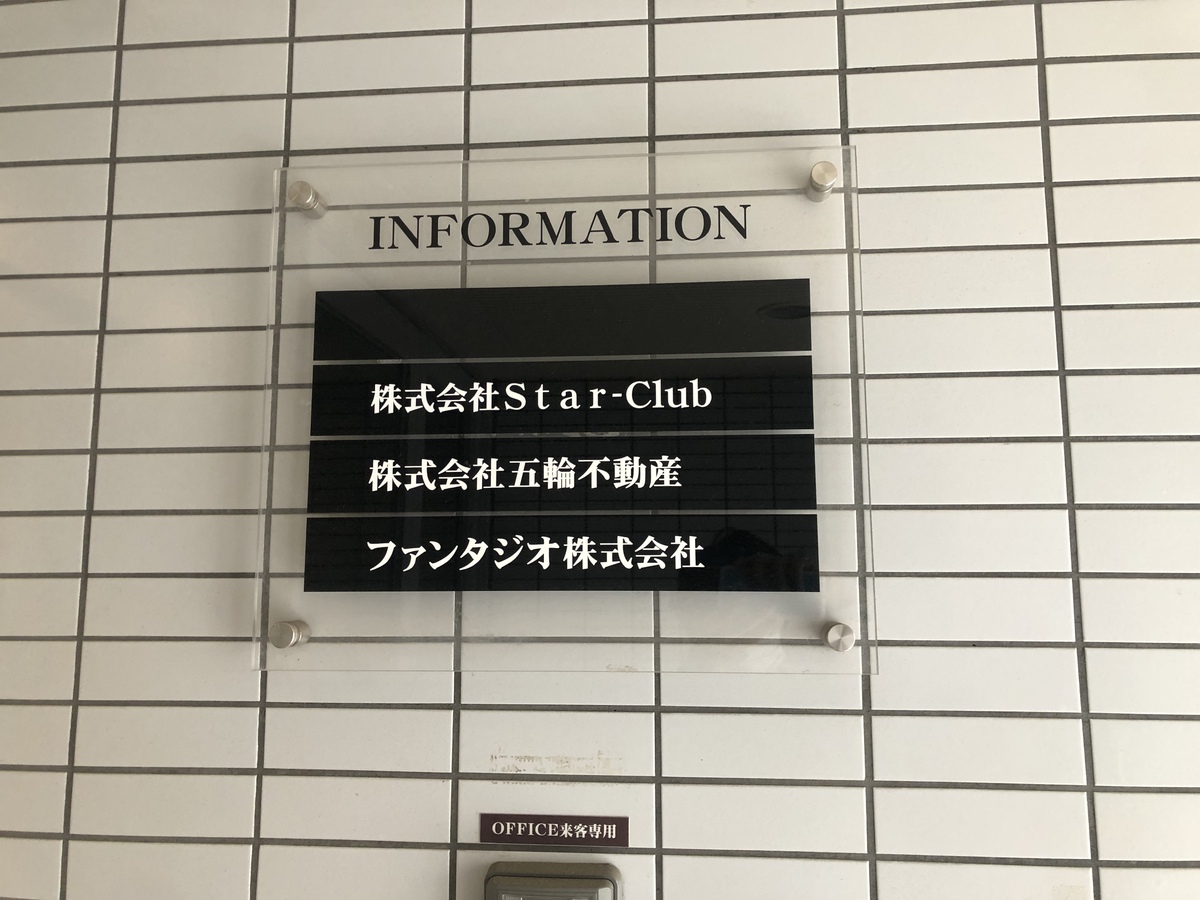 INFORMATION
株式会社Star-Club
株式会社五輪不動産
ファンタジオ株式会社
OFFICE来客専用